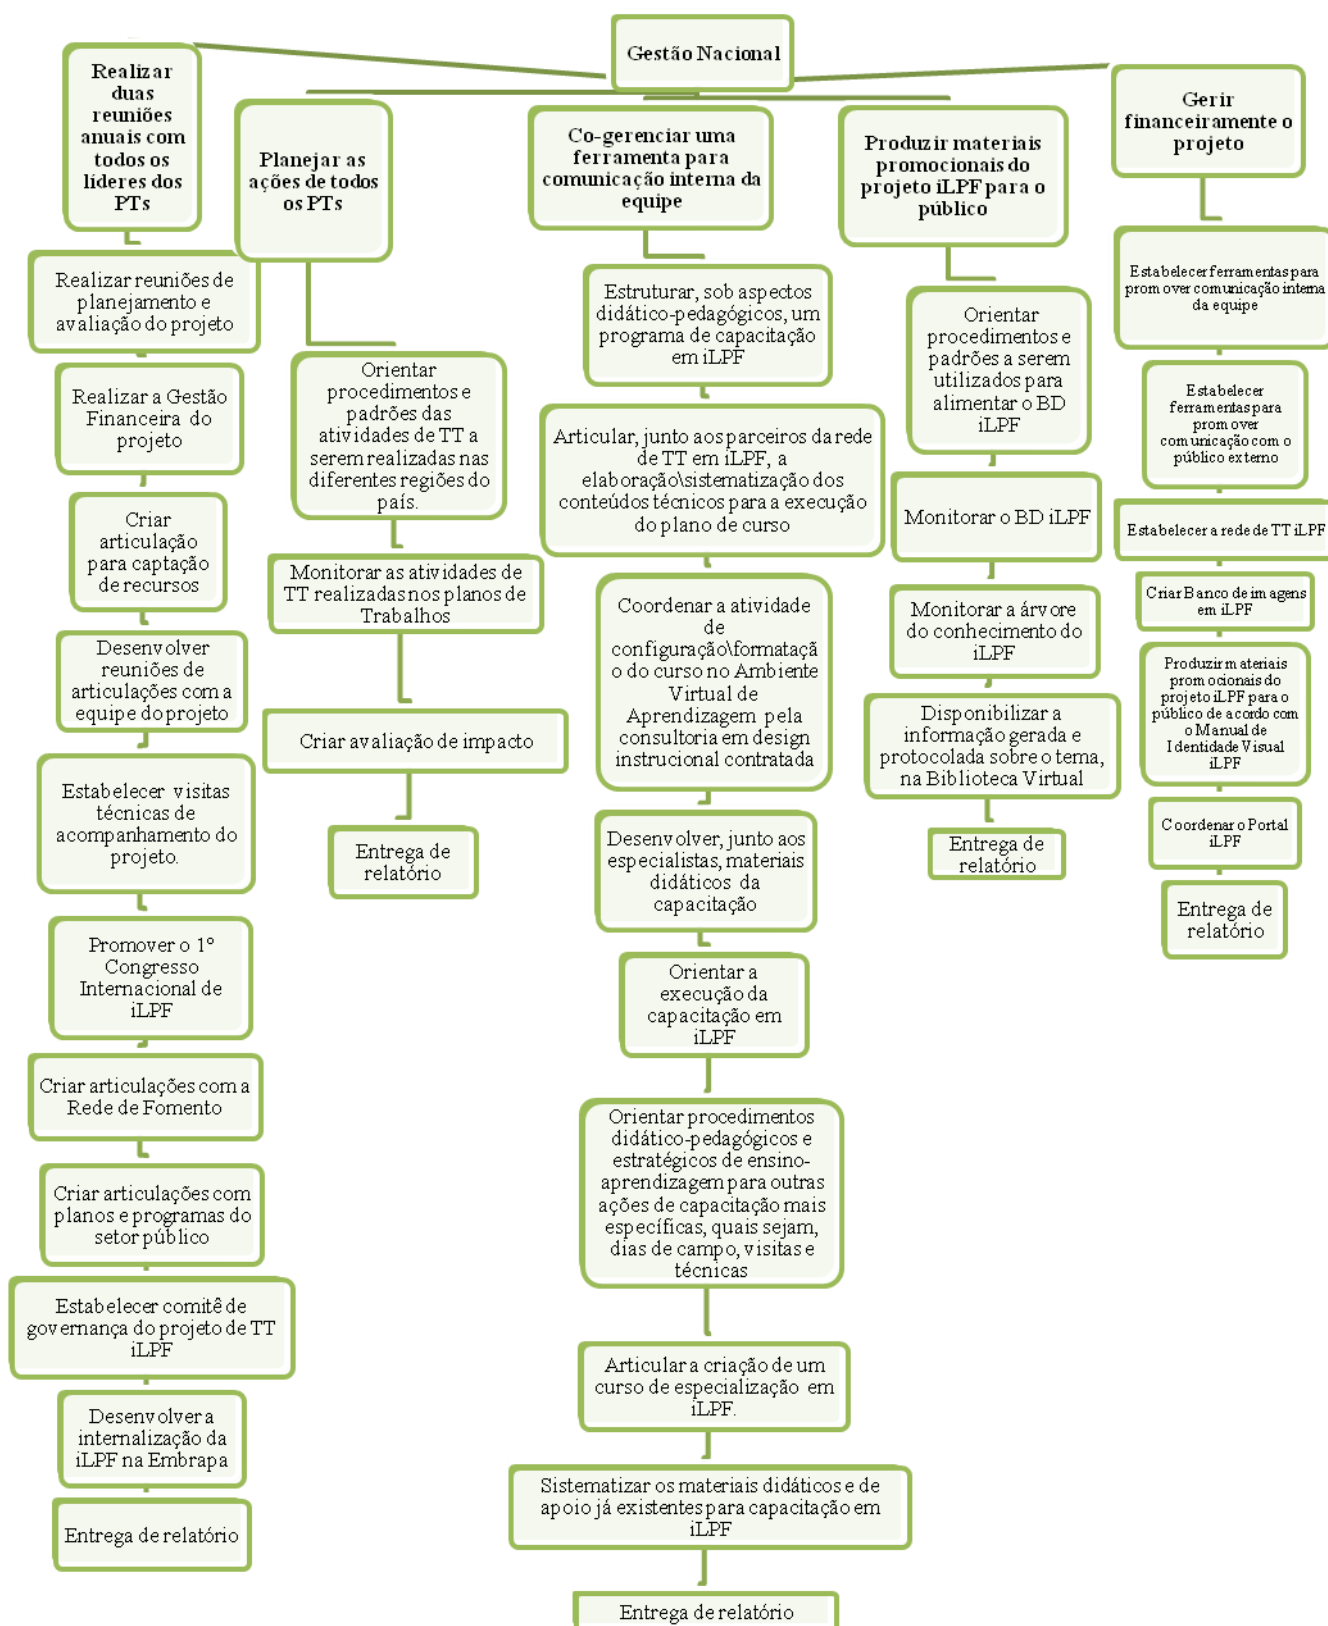 Gestão Nacional
Realizar
duas
reuniões
anuais com
todos os
lideres dos
PTs
Realizar reuniões de
planejamento e
avaliação do projeto
Realizar a Gestão
Financeira do
projeto
Criar
articulação
para captação
de recursos
Desenvolver
reuniões de
articulações com a
equipe do projeto
Estabelecer visitas
técnicas de
acompanhamento do
projeto.
Promover o 1º
Congresso
Internacional de
iLPF
Criar articulações com a
Rede de Fomento
Criar articulações com
planos e programas do
setor público
Estabelecer comitê de
governança do projeto de TT
iLPF
Desenvolver a
internalização da
iLPF na Embrapa
Entrega de relatório
Planejar as
ações de todos
os PTs
Orientar
procedimentos e
padrões das
atividades de TT a
serem realizadas nas
diferentes regiões do
país.
Monitorar as atividades de
TT realizadas nos planos de
Trabalhos
Criar avaliação de impacto
Entrega de
relatório
Co-gerenciar uma
ferramenta para
comunicação interna da
equipe
Estruturar, sob aspectos
didático-pedagógicos, um
programa de capacitação
em iLPF
Articular, junto aos parceiros da rede
de TT em iLPF, a
elaboração\sistematização dos
conteúdos técnicos para a execução
do plano de curso
Coordenar a atividade
de
configuração\formataçã
o do curso no Ambiente
Virtual de
Aprendizagem pela
consultoria em design
instrucional contratada
Desenvolver, junto aos
especialistas, materiais
didáticos da
capacitação
Orientar a
execução da
capacitação em
iLPF
Orientar procedimentos
didático-pedagógicos e
estratégicos de ensino-
aprendizagem para outras
ações de capacitação mais
específicas, quais sejam,
dias de campo, visitas e
técnicas
Articular a criação de um
curso de especialização em
iLPF.
Sistematizar os materiais didáticos e de
apoio já existentes para capacitação em
iLPF
Entrega de relatório
Produzir materiais
promocionais do
projeto iLPF para o
público
Orientar
procedimentos e
padrões a serem
utilizados para
alimentar o BD
iLPF
Monitorar o BD iLPF
Monitorar a árvore
do conhecimento do
iLPF
Disponibilizar a
informação gerada e
protocolada sobre o tema,
na Biblioteca Virtual
Entrega de
relatório
Gerir
financeiramente o
projeto
Estabelecer ferramentas para
promover comunicação interna
da equipe
Estabelecer
ferramentas para
promover
comunicação com o
público externo
Estabelecer a rede de TT iLPF
Criar Banco de imagens
em iLPF
Produzir materiais
promocionais do
projeto iLPF para o
público de acordo com
o Manual de
Identidade Visual
iLPF
Coordenar o Portal
iLPF
Entrega de
relatório